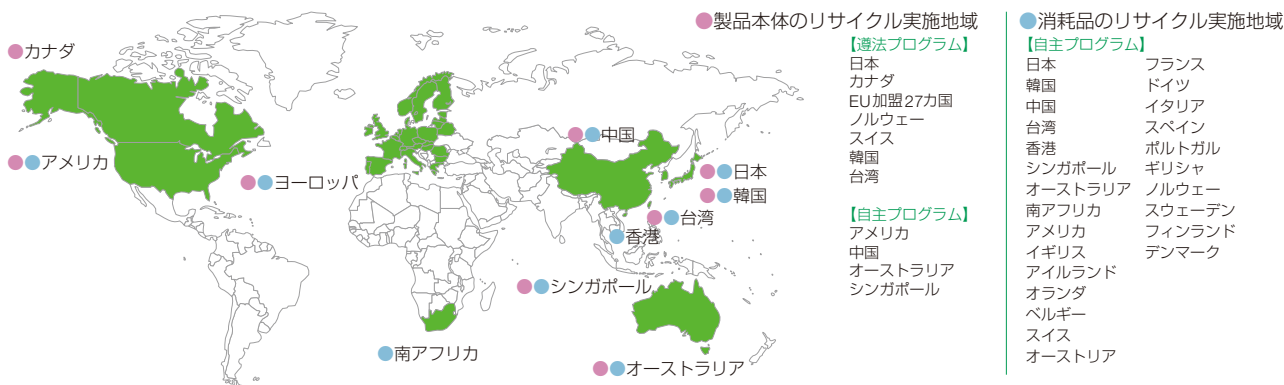 ●カナダ
●●アメリカ
●●ヨーロッパ
●●中国
●●日本
●●韓国
●●台湾
●香港
●●シンガポール
●南アフリカ
●●オーストラリア
●製品本体のリサイクル実施地域
【遵法プログラム】
日本
カナダ
EU加盟27カ国
ノルウェー
スイス
韓国
台湾
【自主プログラム】
アメリカ
中国
オーストラリア
シンガポール
●消耗品のリサイクル実施地域
【自主プログラム】
日本
韓国
中国
台湾
香港
シンガポール
オーストラリア
南アフリカ
アメリカ
イギリス
アイルランド
オランダ
ベルギー
スイス
オーストリア
フランス
ドイツ
イタリア
スペイン
ポルトガル
ギリシャ
ノルウェー
スウェーデン
フィンランド
デンマーク